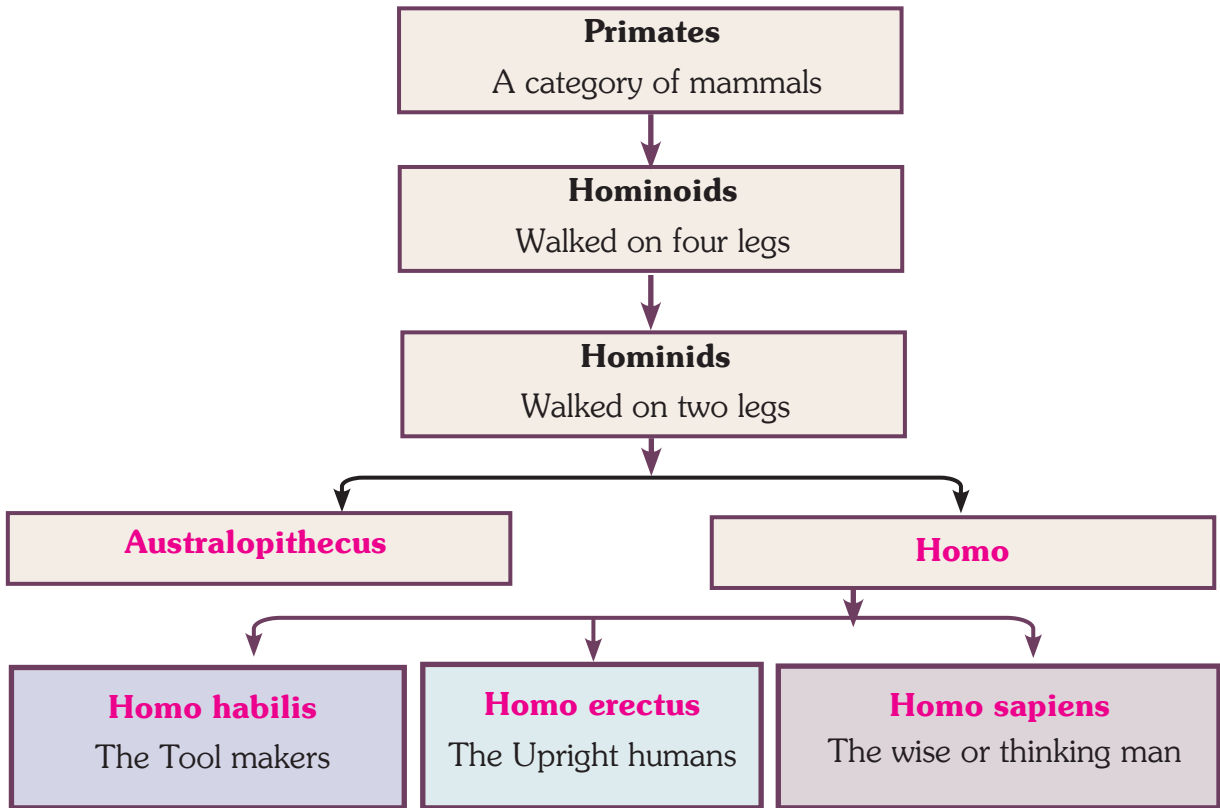 Primates
A category of mammals
Hominoids
Walked on four legs
Hominids
Walked on two legs
Australopithecus
Homo
Homo habilis
The Tool makers
Homo erectus
The Upright humans
Homo sapiens
The wise or thinking man